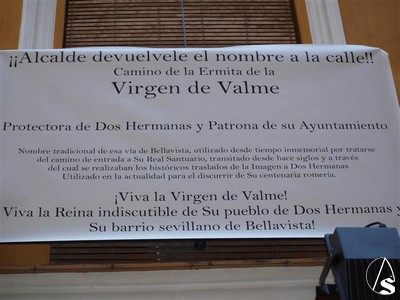 ¡¡Alcalde devuelvele el nombre a la calle!!
Camino de la Ermita de la
Virgen de Valme
Protectora de Dos Hermanas y Patrona de su Ayuntamiento
Nombre tradicional de esa vía de Bellavista, utilizado desde tiempo inmemorial por tratarse
del camino de entrada a Su Real Santuario, transitado desde hace siglos y a través
del cual se realizaban los históricos traslados de la Imagen a Dos Hermanas
Utilizado en la actualidad para el discurrir de Su centenaria romería.
¡Viva la Virgen de Valme!
Viva la Reina indiscutible de Su pueblo de Dos Hermanas y
Su barrio sevillano de Bellavista!